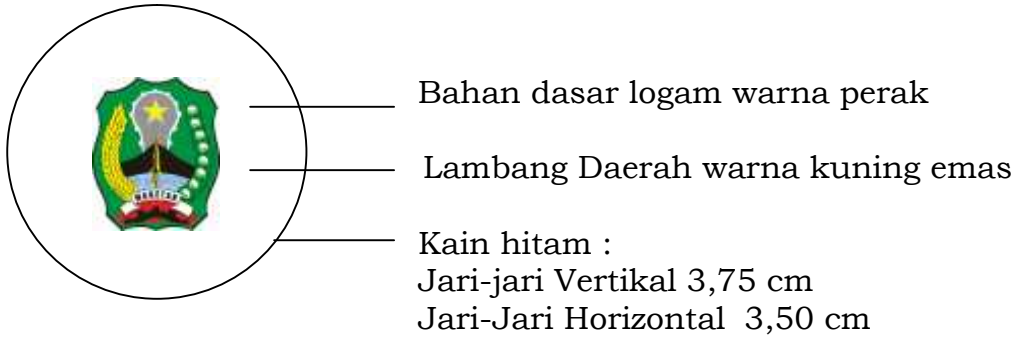 Bahan dasar logam warna perak
Lambang Daerah warna kuning emas
Kain hitam :
Jari-jari Vertikal 3,75 cm
Jari-Jari Horizontal 3,50 cm